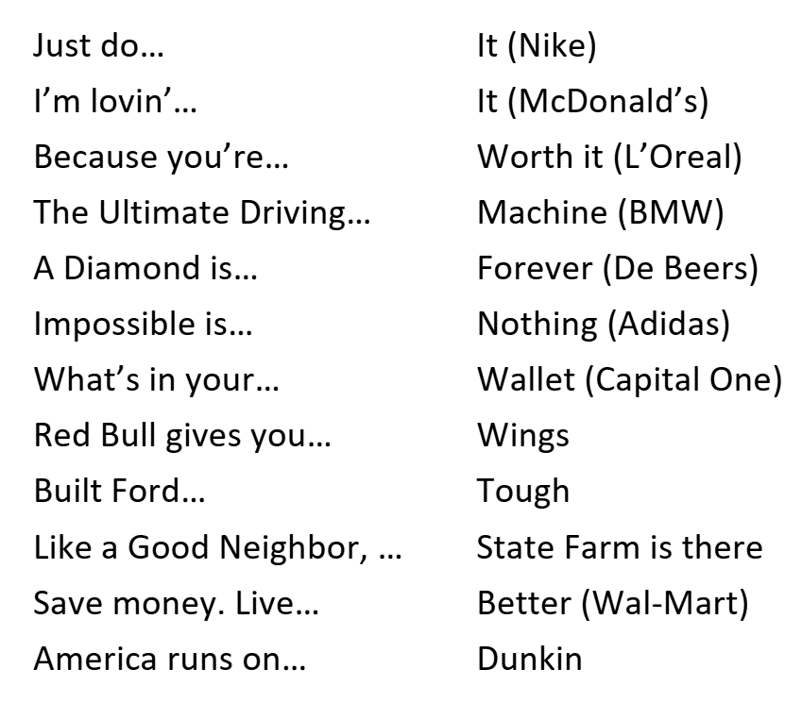 Just do… It (Nike)
I’m lovin’… It (McDonald’s)
Because you’re… Worth it (L’Oreal)
The Ultimate Driving… Machine (BMW)
A Diamond is… Forever (De Beers)
Impossible is… Nothing (Adidas)
What’s in your… Wallet (Capital One)
Red Bull gives you… Wings
Built Ford… Tough
Like a Good Neighbor, … State Farm is there
Save money. Live… Better (Wal-Mart)
America runs on… Dunkin